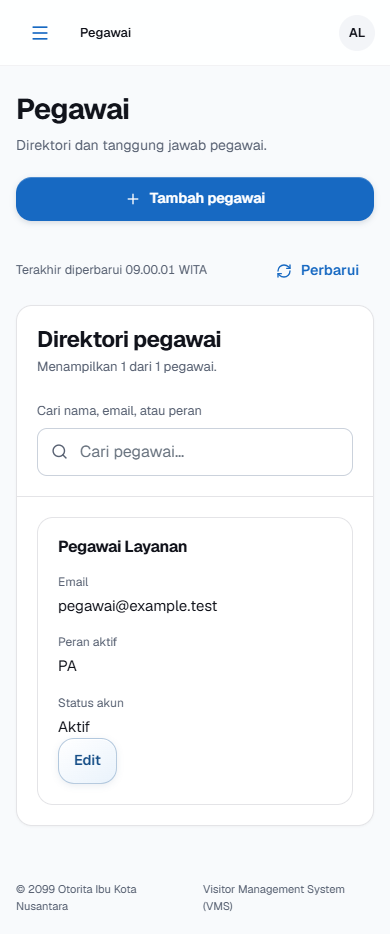 Pegawai
AL
Pegawai
Direktori dan tanggung jawab pegawai.
Tambah pegawai
Terakhir diperbarui 09.00.01 WITA
Perbarui
Direktori pegawai
Menampilkan 1 dari 1 pegawai.
Cari nama, email, atau peran
Cari pegawai...
Pegawai Layanan
Email
pegawai@example.test
Peran aktif
PA
Status akun
Aktif
Edit
© 2099 Otorita Ibu Kota
Nusantara
Visitor Management System
(VMS)